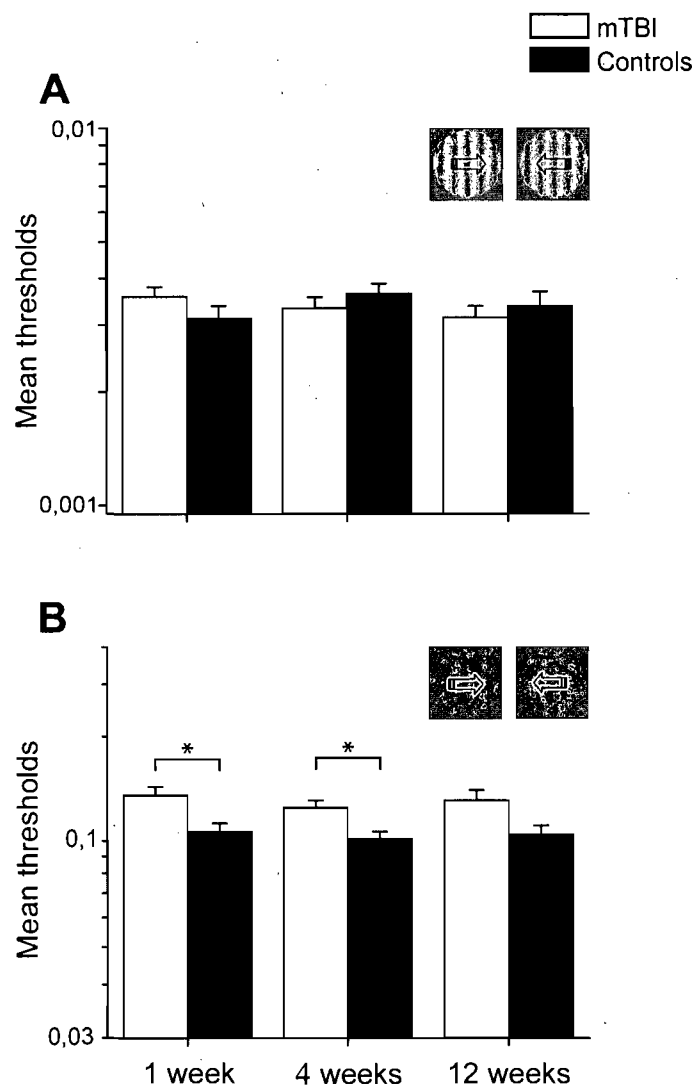 mTBI
Controls
A
0,01
Mean thresholds
0,001
B
* *
0,1
Mean thresholds
0,03
1 week 4 weeks 12 weeks